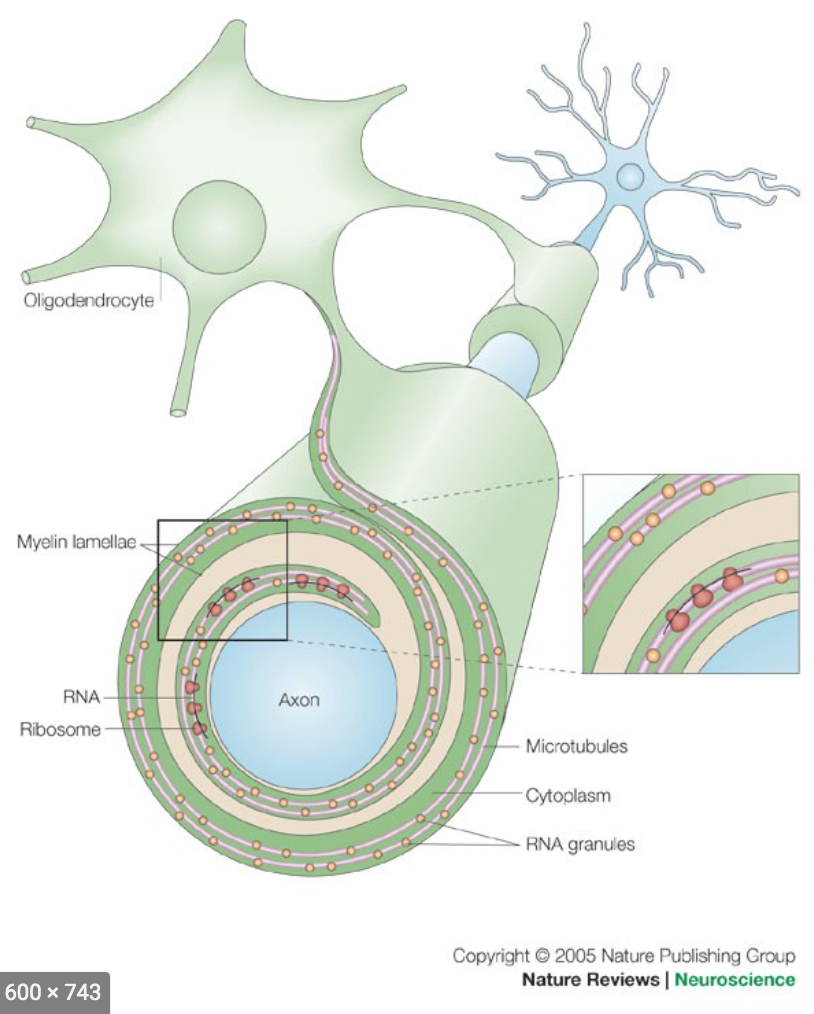 Oligodendrocyte
Myelin lamellae
RNA
Axon
Ribosome
Microtubules
Cytoplasm
RNA granules
Copyright © 2005 Nature Publishing Group
Nature Reviews | Neuroscience
600 × 743